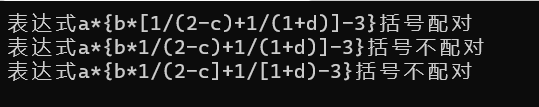 表达式a*{b*[1/(2-c)+1/(1+d)]-3}括号配对
表达式a*{b*1/(2-c)+1/(1+d)]-3}括号不配对
表达式a*{b*1/(2-c]+1/[1+d)-3}括号不配对